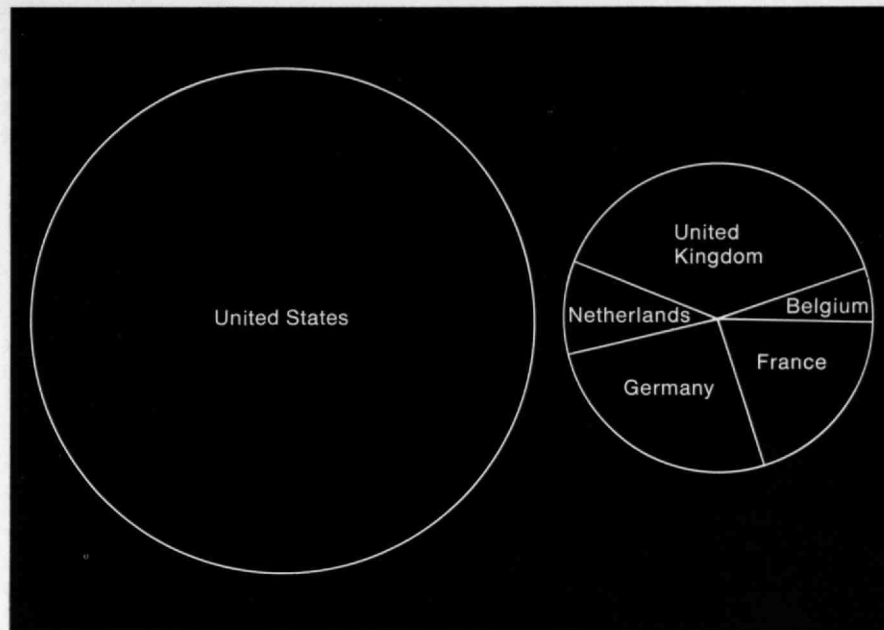 United States
United
Kingdom
Netherlands
Belgium
France
Germany